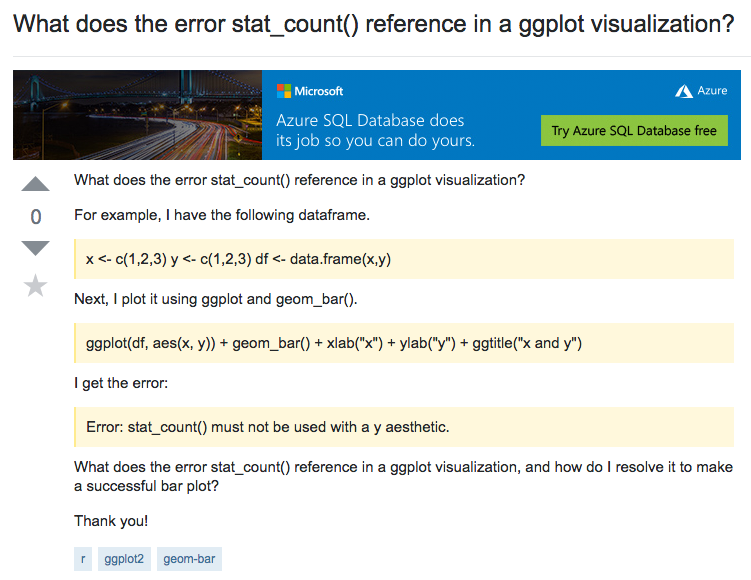 What does the error stat_count() reference in a ggplot visualization?
Microsoft
Azure
Azure SQL Database does
its job so you can do yours.
Try Azure SQL Database free
What does the error stat_count() reference in a ggplot visualization?
0
For example, I have the following dataframe.
x <- c(1,2,3) y <- c(1,2,3) df <- data.frame(x,y)
Next, I plot it using ggplot and geom_bar().
ggplot(df, aes(x, y)) + geom_bar() + xlab("x") + ylab("y") + ggtitle("x and y")
I get the error:
Error: stat_count() must not be used with a y aesthetic.
What does the error stat_count() reference in a ggplot visualization, and how do I resolve it to make
a successful bar plot?
Thank you!
r ggplot2 geom-bar